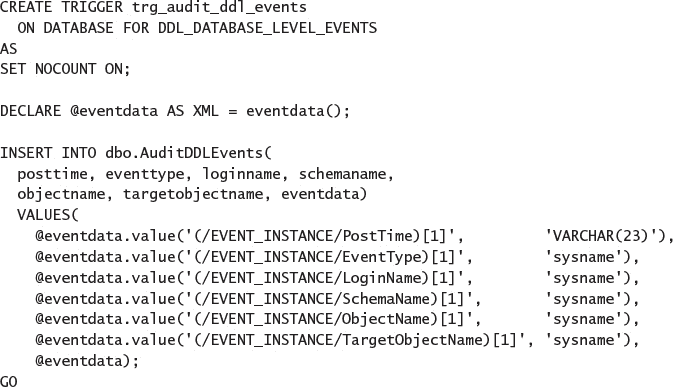 CREATE TRIGGER trg_audit_ddl_events
  ON DATABASE FOR DDL_DATABASE_LEVEL_EVENTS
AS
SET NOCOUNT ON;

DECLARE @eventdata AS XML = eventdata();

INSERT INTO dbo.AuditDDLEvents(
  posttime, eventtype, loginname, schemaname,
  objectname, targetobjectname, eventdata)
  VALUES(
    @eventdata.value('(/EVENT_INSTANCE/PostTime)[1]',         'VARCHAR(23)'),
    @eventdata.value('(/EVENT_INSTANCE/EventType)[1]',        'sysname'),
    @eventdata.value('(/EVENT_INSTANCE/LoginName)[1]',        'sysname'),
    @eventdata.value('(/EVENT_INSTANCE/SchemaName)[1]',       'sysname'),
    @eventdata.value('(/EVENT_INSTANCE/ObjectName)[1]',       'sysname'),
    @eventdata.value('(/EVENT_INSTANCE/TargetObjectName)[1]', 'sysname'),
    @eventdata);
GO